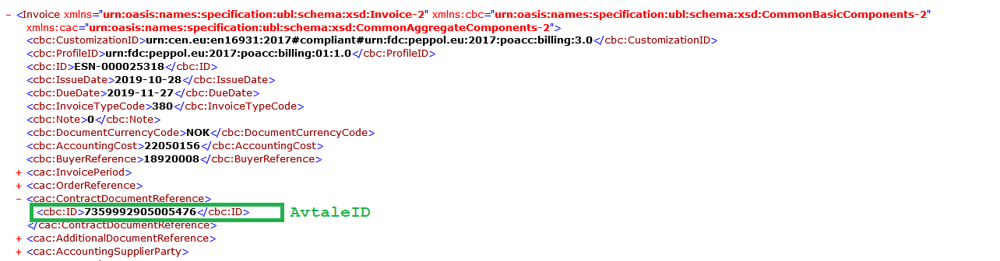 − <Invoice xmlns="urn:oasis:names:specification:ubl:schema:xsd:Invoice-2" xmlns:cbc="urn:oasis:names:specification:ubl:schema:xsd:CommonBasicComponents-2"
xmlns:cac="urn:oasis:names:specification:ubl:schema:xsd:CommonAggregateComponents-2">
<cbc:CustomizationID>urn:cen.eu:en16931:2017#compliant#urn:fdc:peppol.eu:2017:poacc:billing:3.0</cbc:CustomizationID>
<cbc:ProfileID>urn:fdc:peppol.eu:2017:poacc:billing:01:1.0</cbc:ProfileID>
<cbc:ID>ESN-000025318</cbc:ID>
<cbc:IssueDate>2019-10-28</cbc:IssueDate>
<cbc:DueDate>2019-11-27</cbc:DueDate>
<cbc:InvoiceTypeCode>380</cbc:InvoiceTypeCode>
<cbc:Note>0</cbc:Note>
<cbc:DocumentCurrencyCode>NOK</cbc:DocumentCurrencyCode>
<cbc:AccountingCost>22050156</cbc:AccountingCost>
<cbc:BuyerReference>18920008</cbc:BuyerReference>
+ <cac:InvoicePeriod>
+ <cac:OrderReference>
− <cac:ContractDocumentReference>
<cbc:ID>7359992905005476</cbc:ID> AvtaleID
</cac:ContractDocumentReference>
+ <cac:AdditionalDocumentReference>
+ <cac:AccountingSupplierParty>